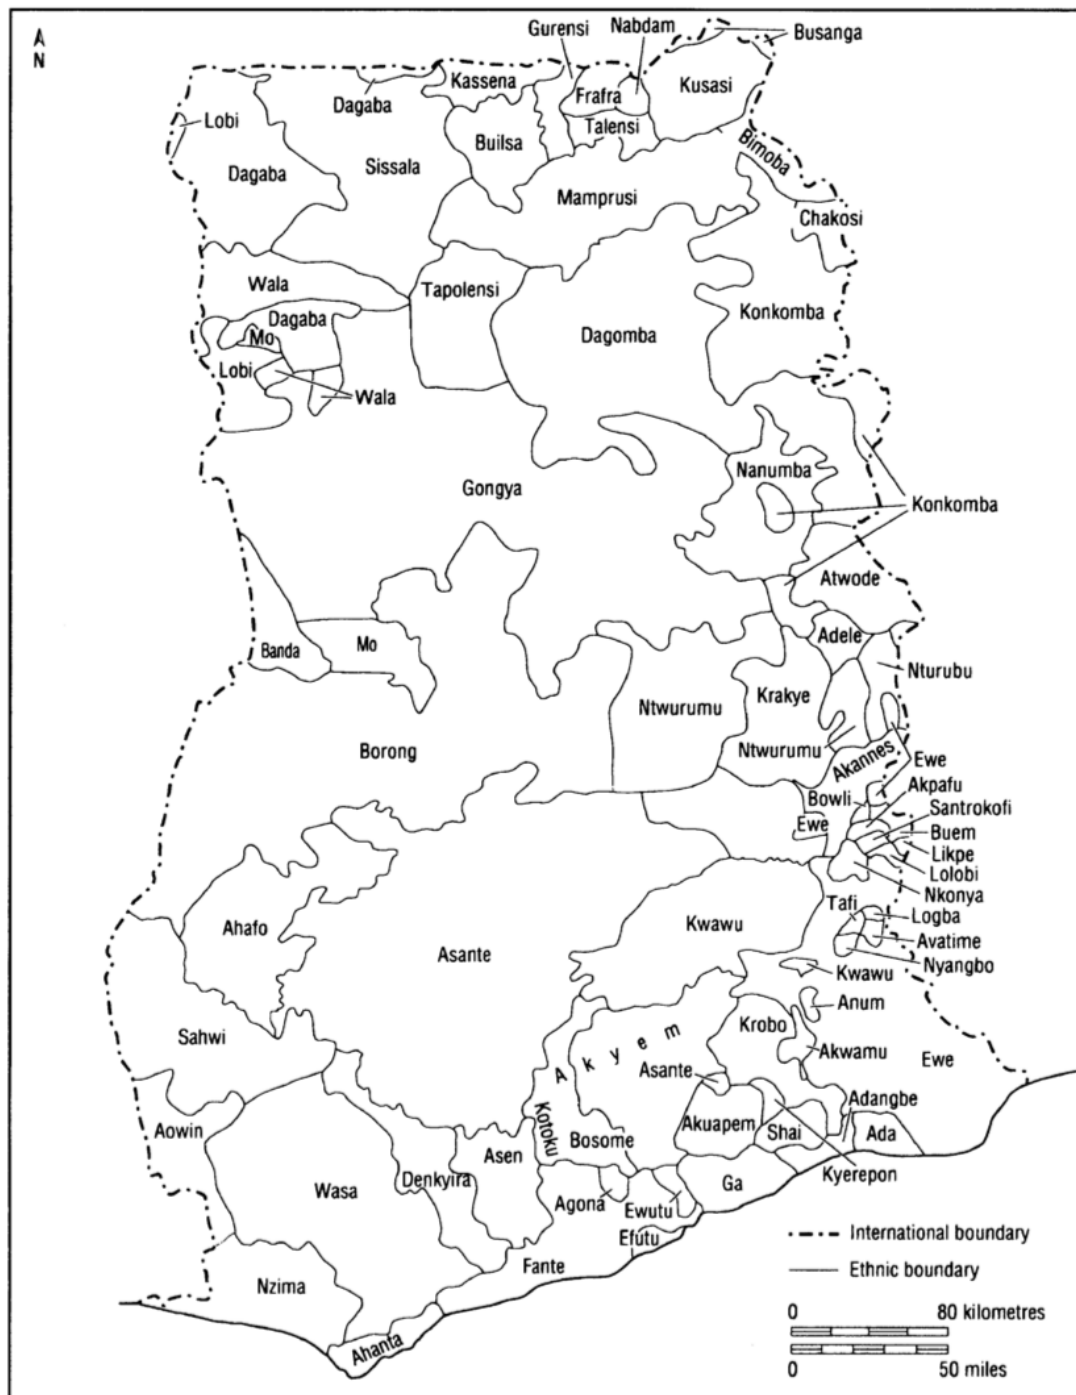 N
Gurensi
Nabdam
Busanga
Kassena
Dagaba
Frafra
Kusasi
Lobi
Talensi
Builsa
Bimoba
Dagaba
Sissala
Mamprusi
Chakosi
Wala
Tapolensi
Konkomba
Dagaba
Mo
Dagomba
Lobi
Wala
Nanumba
Gongya
Konkomba
Atwode
Adele
Banda
Mo
Nturubu
Krakye
Ntwurumu
Ntwurumu
Borong
Akannes
Ewe
Akpafu
Bowli
Santrokofi
Ewe
Buem
Likpe
Lolobi
Nkonya
Tafi
Logba
Ahafo
Kwawu
Avatime
Asante
Nyangbo
Kwawu
Anum
Krobo
Sahwi
Akyem
Akwamu
Ewe
Asante
Adangbe
Kotoku
Akuapem
Shai
Ada
Aowin
Bosome
Asen
Kyerepon
Denkyira
Ga
Wasa
Agona
Ewutu
Efutu
Fante
Nzima
Ahanta
International boundary
Ethnic boundary
0 80 kilometres
0 50 miles